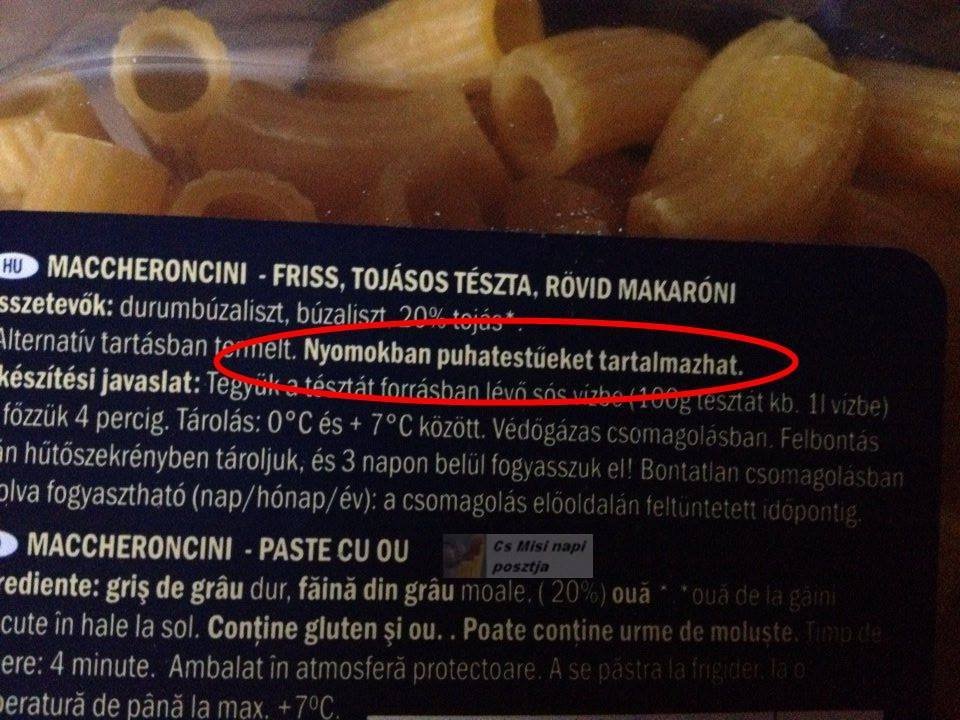 HU MACCHERONCINI - FRISS, TOJÁSOS TÉSZTA, RÖVID MAKARÓNI
sszetevők: durumbúzaliszt, búzaliszt, 20% tojás*.
Alternatív tartásban termelt. Nyomokban puhatestűeket tartalmazhat.
készítési javaslat: Tegyük a tésztát forrásban lévő sós vízbe (100g tésztát kb. 1l vízbe)
főzzük 4 percig. Tárolás: 0°C és + 7°C között. Védőgázas csomagolásban. Felbontás
án hűtőszekrényben tároljuk, és 3 napon belül fogyasszuk el! Bontatlan csomagolásban
olva fogyasztható (nap/hónap/év): a csomagolás előoldalán feltüntetett időpontig.
MACCHERONCINI - PASTE CU OU
Cs Misi napi
posztja
rediente: griş de grâu dur, făină din grâu moale, ( 20%) ouă *.*ouă de la găini
cute în hale la sol. Conţine gluten şi ou. . Poate conţine urme de moluşte. Timp de
ere: 4 minute. Ambalat în atmosferă protectoare. A se păstra la frigider, la o
peratură de până la max. +7°C.